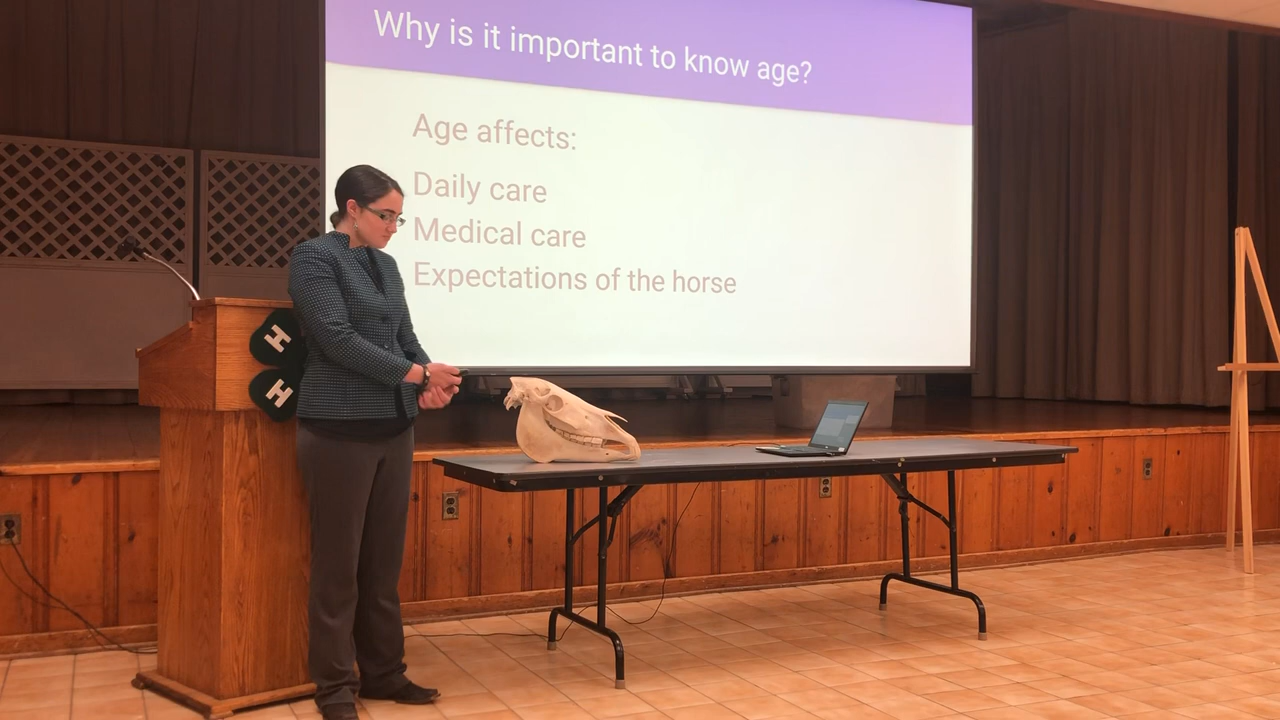 Why is it important to know age?
Age affects:
Daily care
Medical care
Expectations of the horse
H
H